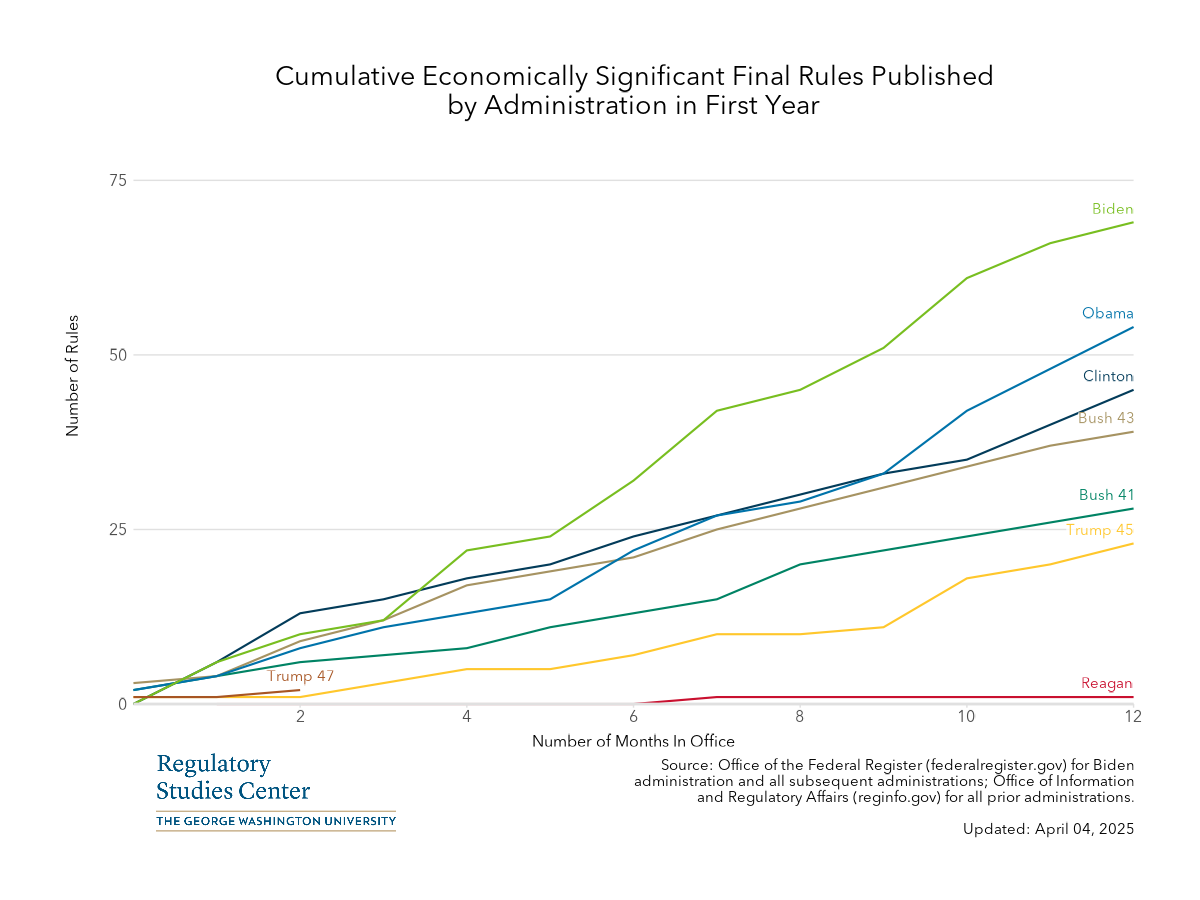 Cumulative Economically Significant Final Rules Published
by Administration in First Year
75
Biden
Obama
Number of Rules
50
Clinton
Bush 43
Bush 41
25
Trump 45
Trump 47
Reagan
0
2
4
6
8
10
12
Number of Months In Office
Regulatory
Studies Center
THE GEORGE WASHINGTON UNIVERSITY
Source: Office of the Federal Register (federalregister.gov) for Biden
administration and all subsequent administrations; Office of Information
and Regulatory Affairs (reginfo.gov) for all prior administrations.
Updated: April 04, 2025